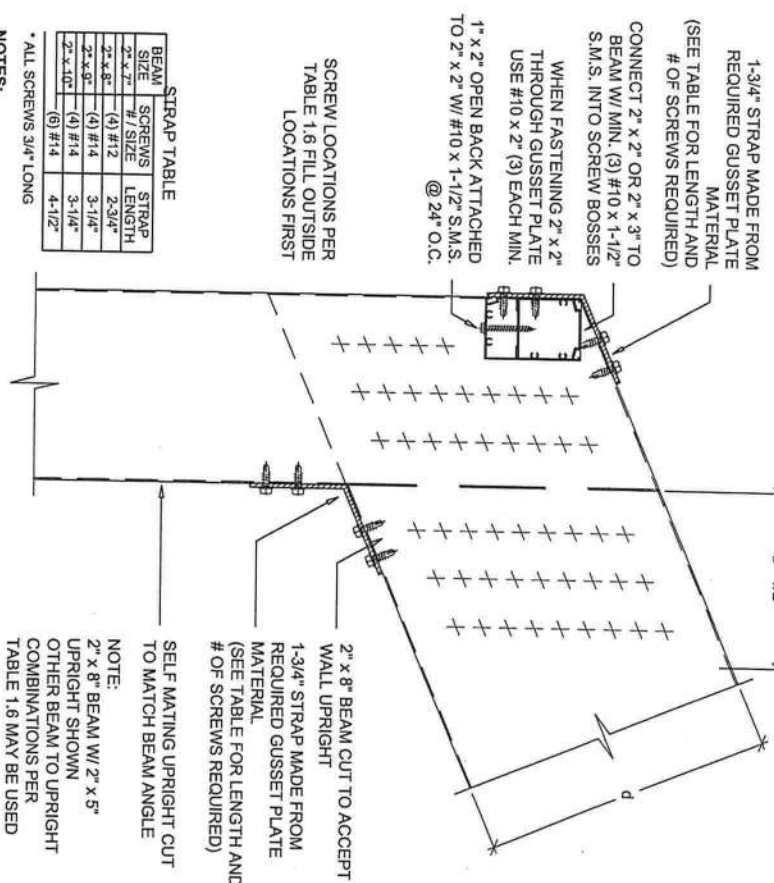 1-3/4" STRAP MADE FROM
REQUIRED GUSSET PLATE
MATERIAL
(SEE TABLE FOR LENGTH AND
# OF SCREWS REQUIRED)
CONNECT 2" x 2" OR 2" x 3" TO
BEAM W/ MIN. (3) #10 x 1-1/2"
S.M.S. INTO SCREW BOSSES
WHEN FASTENING 2" x 2"
THROUGH GUSSET PLATE
USE #10 x 2" (3) EACH MIN.
1" x 2" OPEN BACK ATTACHED
TO 2" x 2" W/ #10 x 1-1/2" S.M.S.
@ 24" O.C.
SCREW LOCATIONS PER
TABLE 1.6 FILL OUTSIDE
LOCATIONS FIRST
d
2" x 8" BEAM CUT TO ACCEPT
WALL UPRIGHT
1-3/4" STRAP MADE FROM
REQUIRED GUSSET PLATE
MATERIAL
(SEE TABLE FOR LENGTH AND
# OF SCREWS REQUIRED)
SELF MATING UPRIGHT CUT
TO MATCH BEAM ANGLE
NOTE:
2" x 8" BEAM W/ 2" x 5"
UPRIGHT SHOWN
OTHER BEAM TO UPRIGHT
COMBINATIONS PER
TABLE 1.6 MAY BE USED
STRAP TABLE
BEAM SIZE SCREWS # / SIZE STRAP LENGTH
2" x 7" (4) #12 2-3/4"
2" x 8" (4) #14 3-1/4"
2" x 9" (4) #14 3-1/4"
2" x 10" (6) #14 4-1/2"
* ALL SCREWS 3/4" LONG
NOTES: